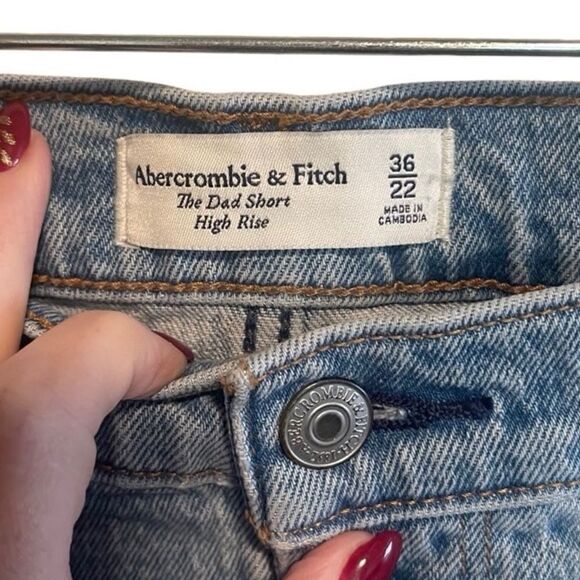 Abercrombie & Fitch
The Dad Short
High Rise
36
22
MADE IN
CAMBODIA
ABERCROMBIE & FITCH